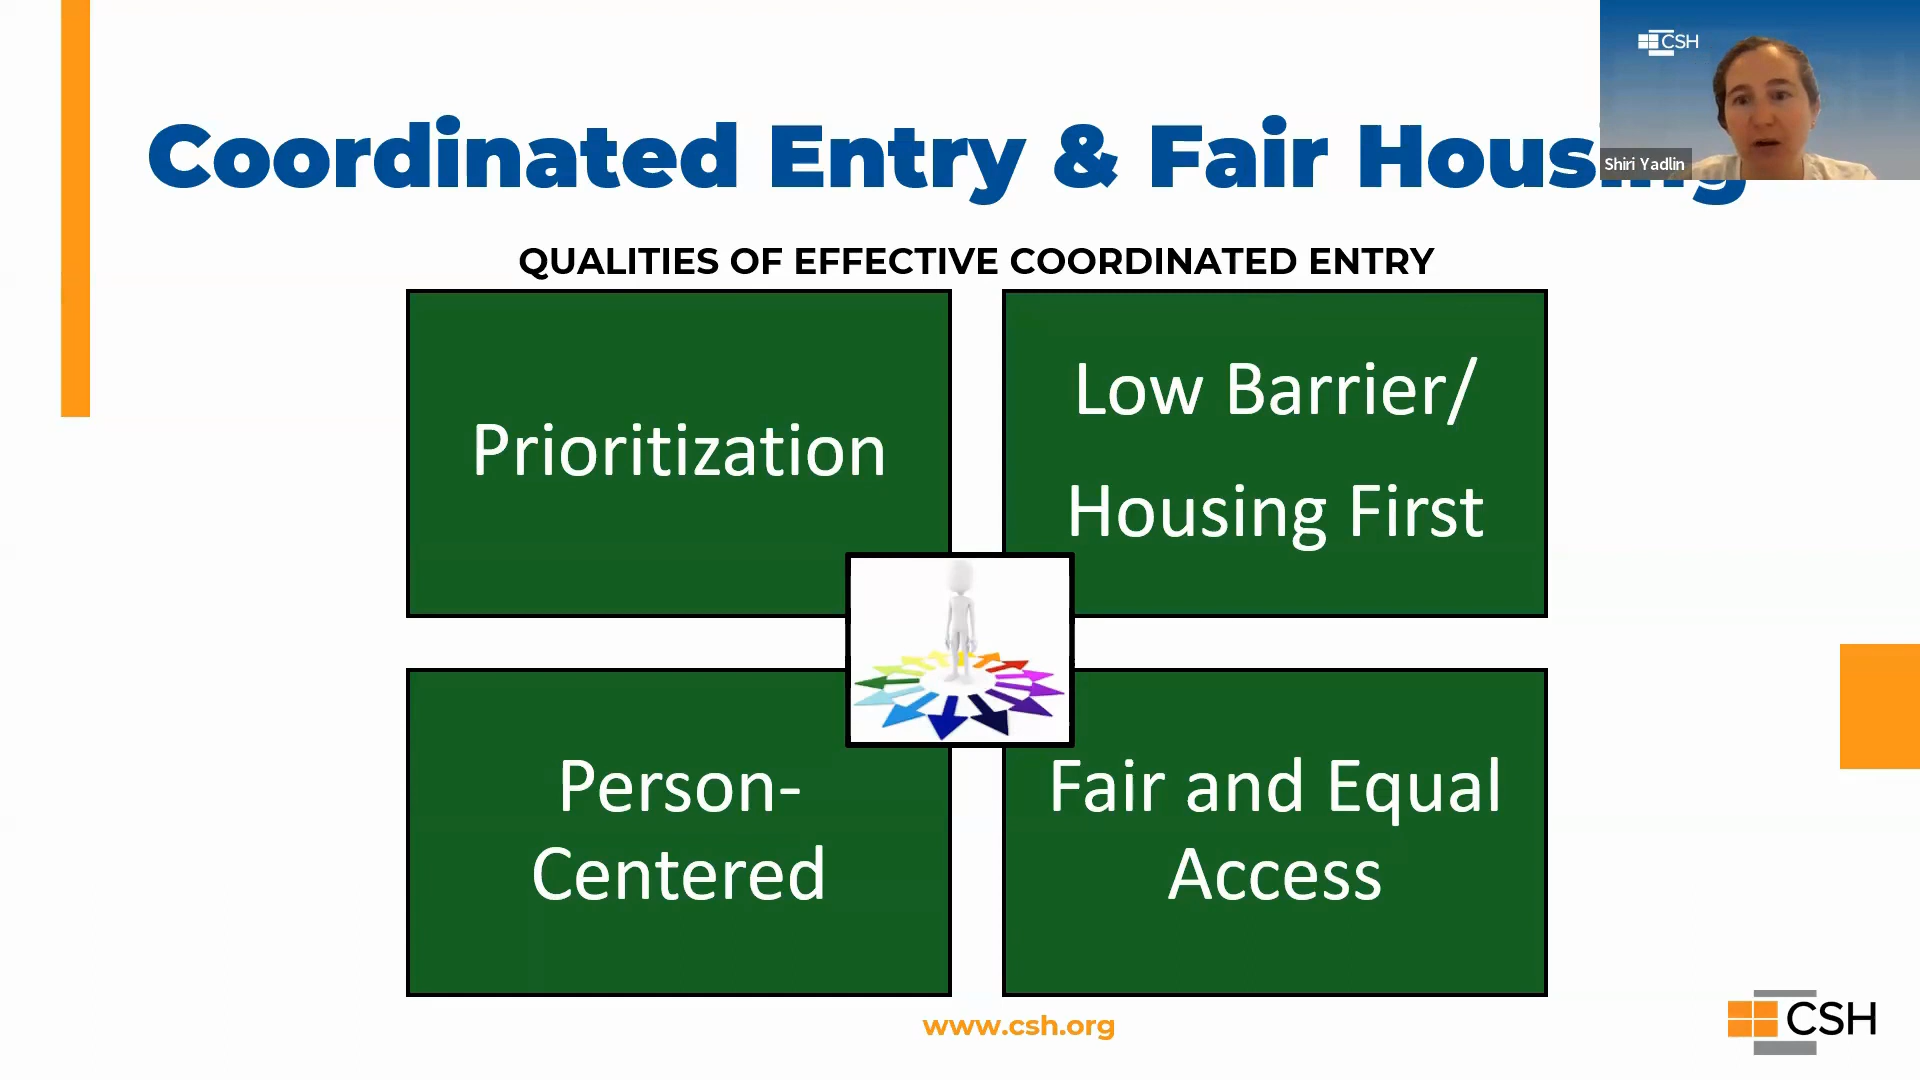 CSH
Coordinated Entry & Fair Housing
Shiri Yadlin
QUALITIES OF EFFECTIVE COORDINATED ENTRY
Prioritization
Low Barrier/
Housing First
Person-
Centered
Fair and Equal
Access
www.csh.org
CSH